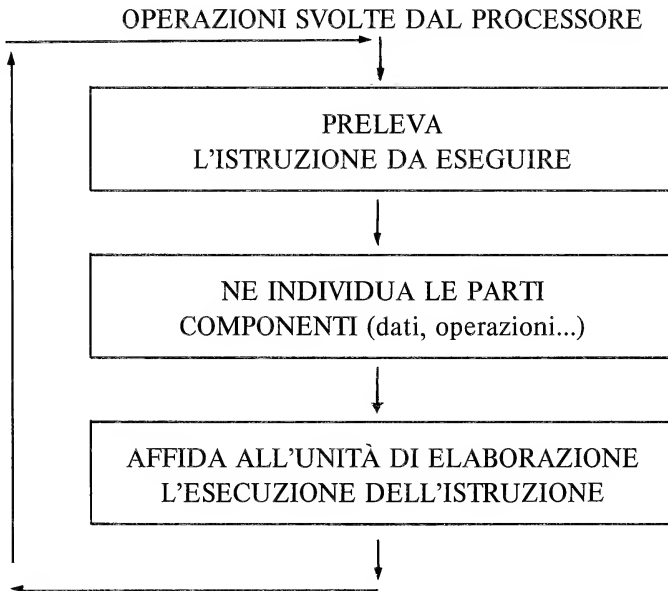 OPERAZIONI SVOLTE DAL PROCESSORE
PRELEVA
L'ISTRUZIONE DA ESEGUIRE
NE INDIVIDUA LE PARTI
COMPONENTI (dati, operazioni...)
AFFIDA ALL'UNITÀ DI ELABORAZIONE
L'ESECUZIONE DELL'ISTRUZIONE